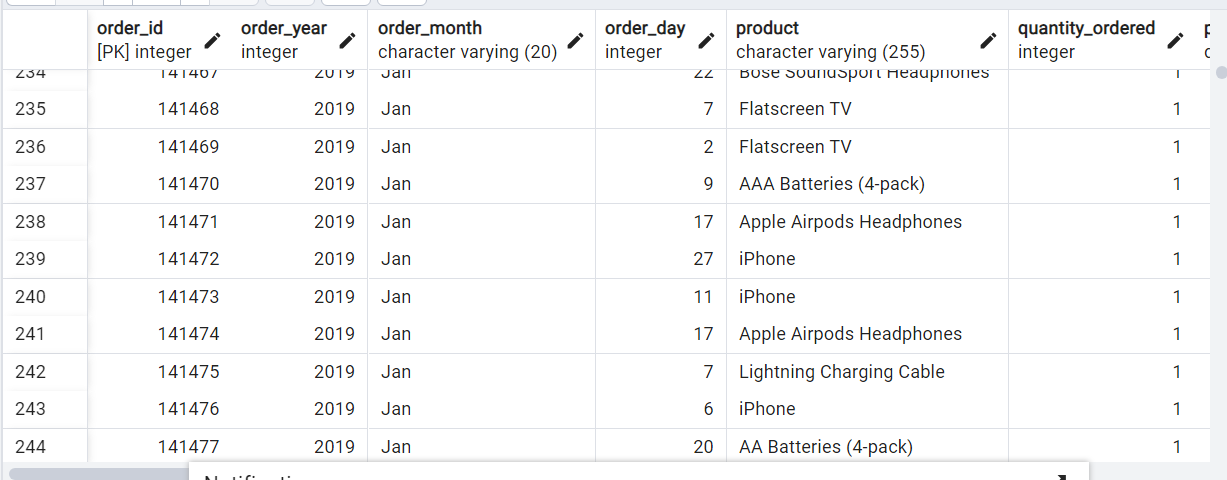 order_id order_year order_month order_day product quantity_ordered
[PK] integer integer character varying (20) integer character varying (255) integer
234 141467 2019 Jan 22 Bose SoundSport Headphones 1
235 141468 2019 Jan 7 Flatscreen TV 1
236 141469 2019 Jan 2 Flatscreen TV 1
237 141470 2019 Jan 9 AAA Batteries (4-pack) 1
238 141471 2019 Jan 17 Apple Airpods Headphones 1
239 141472 2019 Jan 27 iPhone 1
240 141473 2019 Jan 11 iPhone 1
241 141474 2019 Jan 17 Apple Airpods Headphones 1
242 141475 2019 Jan 7 Lightning Charging Cable 1
243 141476 2019 Jan 6 iPhone 1
244 141477 2019 Jan 20 AA Batteries (4-pack) 1